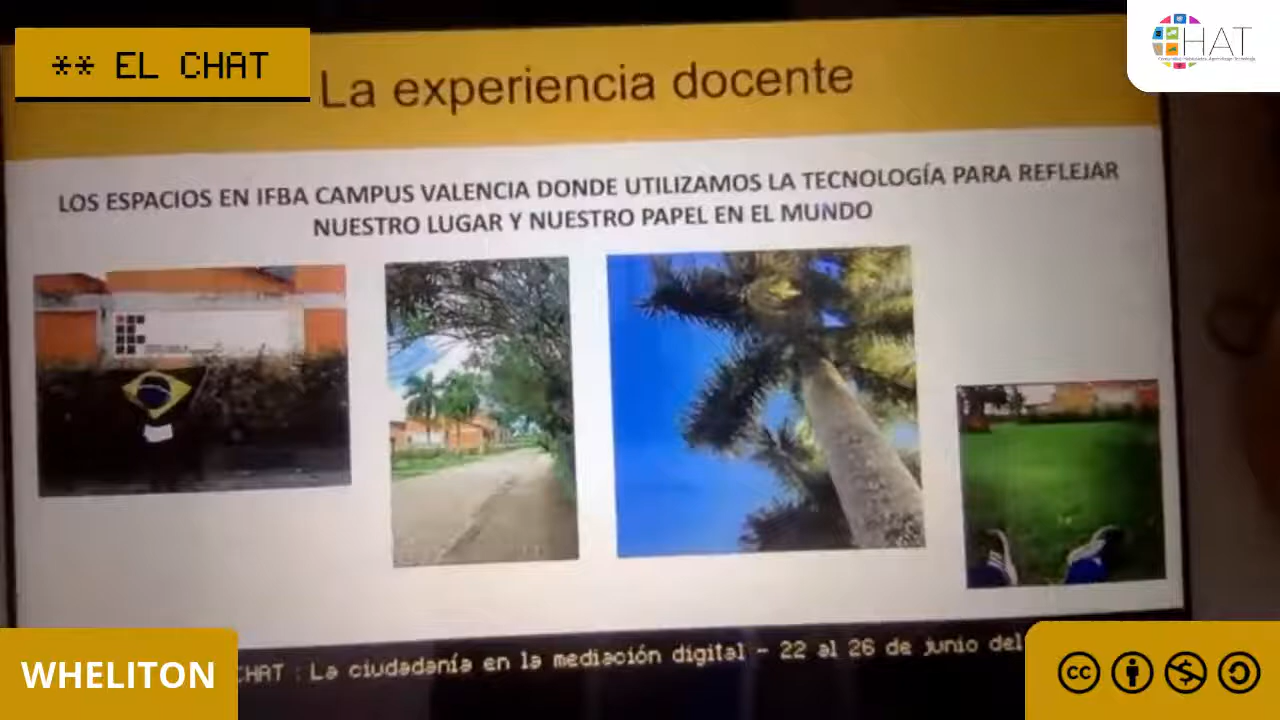 ** EL CHAT
CHAT
La experiencia docente
LOS ESPACIOS EN IFBA CAMPUS VALENCIA DONDE UTILIZAMOS LA TECNOLOGÍA PARA REFLEJAR
NUESTRO LUGAR Y NUESTRO PAPEL EN EL MUNDO
WHELITON
CHAT : La ciudadanía en la mediación digital - 22 al 26 de junio del
cc